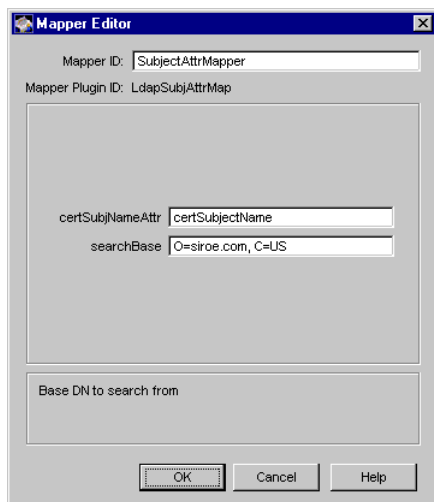 Mapper Editor
Mapper ID: SubjectAttrMapper
Mapper Plugin ID: LdapSubjAttrMap
certSubjNameAttr certSubjectName
searchBase O=siroe.com, C=US
Base DN to search from
OK Cancel Help